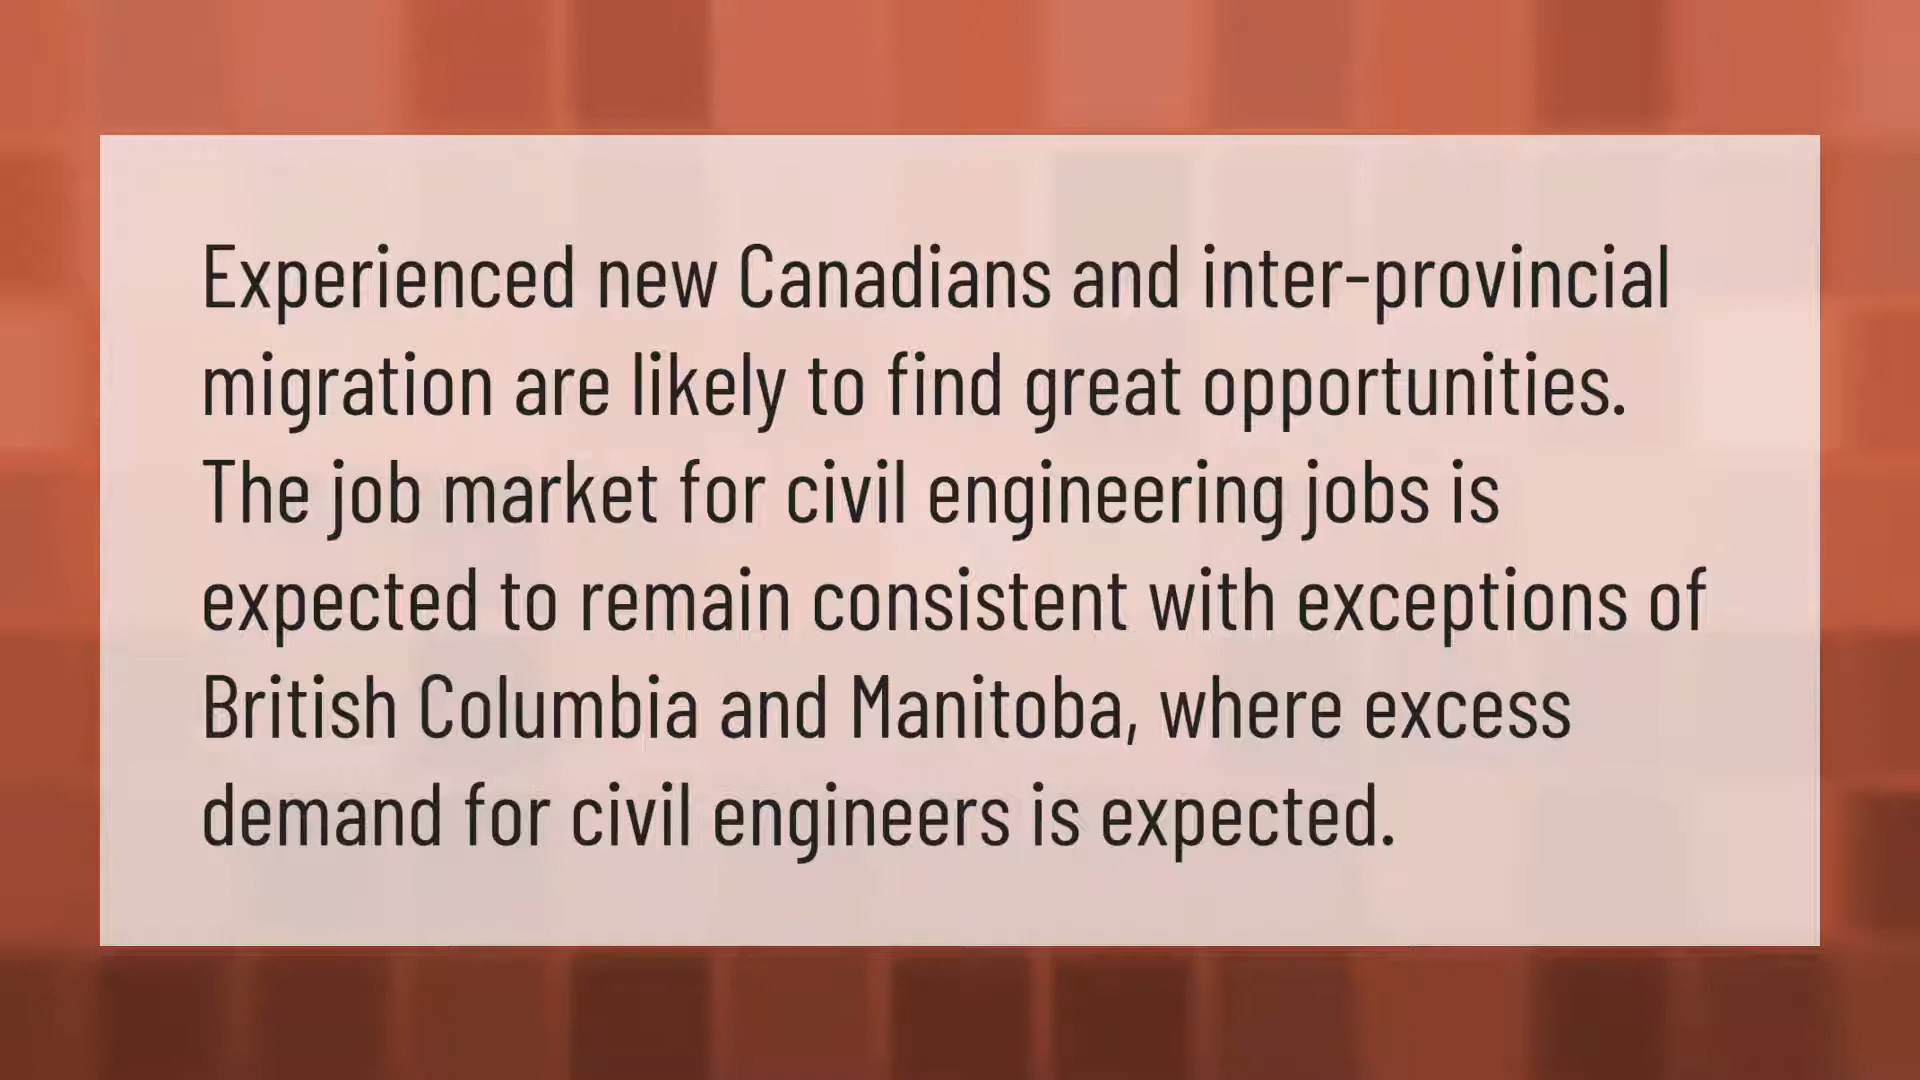 Experienced new Canadians and inter-provincial
migration are likely to find great opportunities.
The job market for civil engineering jobs is
expected to remain consistent with exceptions of
British Columbia and Manitoba, where excess
demand for civil engineers is expected.